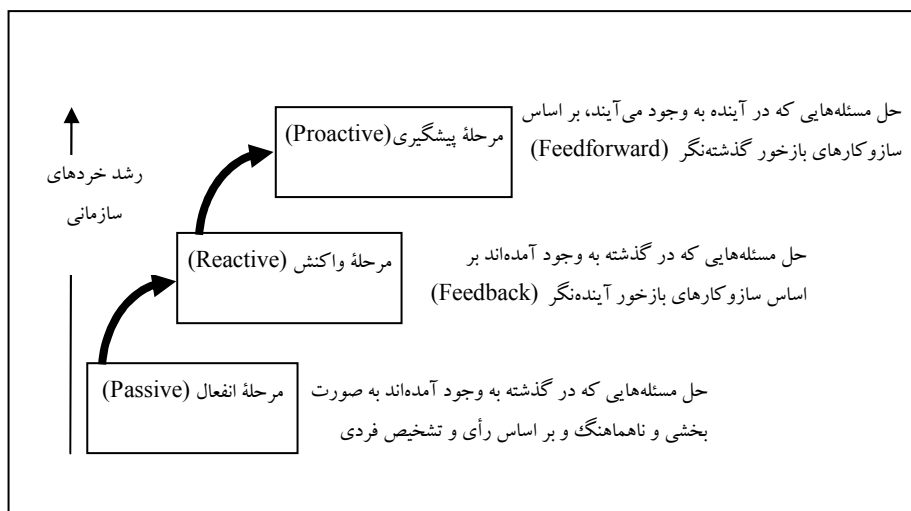 حل مسئله‌هایی که در آینده به وجود می‌آیند، بر اساس
سازوکارهای بازخور گذشته‌نگر (Feedforward)
مرحلۀ پیشگیری (Proactive)
رشد خردهای
سازمانی
حل مسئله‌هایی که در گذشته به وجود آمده‌اند بر
اساس سازوکارهای بازخور آینده‌نگر (Feedback)
مرحلۀ واکنش (Reactive)
حل مسئله‌هایی که در گذشته به وجود آمده‌اند به صورت
بخشی و ناهماهنگ و بر اساس رأی و تشخیص فردی
مرحلۀ انفعال (Passive)